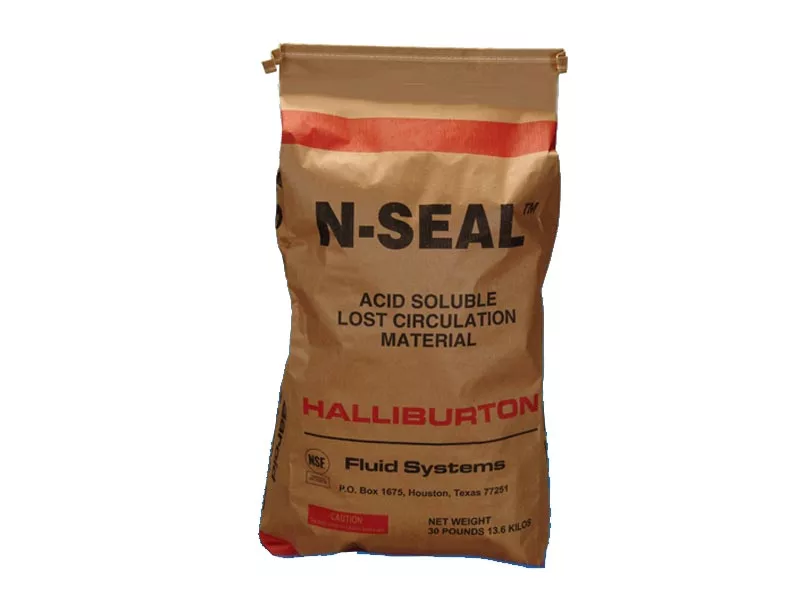 N-SEAL™
ACID SOLUBLE
LOST CIRCULATION
MATERIAL
HALLIBURTON
NSF
Fluid Systems
P.O. Box 1675, Houston, Texas 77251
CAUTION
NET WEIGHT
30 POUNDS 13.6 KILOS